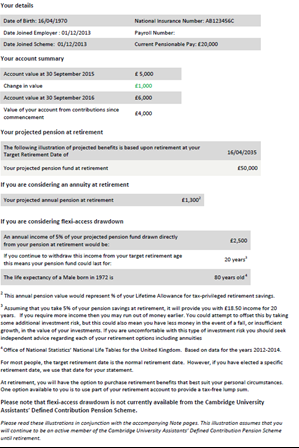 Your details
Date of Birth: 16/04/1970 National Insurance Number: AB123456C
Date Joined Employer : 01/12/2013 Payroll Number:
Date Joined Scheme: 01/12/2013 Current Pensionable Pay: £20,000
Your account summary
Account value at 30 September 2015 £ 5,000
Change in value £1,000
Account value at 30 September 2016 £6,000
Value of your account from contributions since commencement £4,000
Your projected pension at retirement
The following illustration of projected benefits is based upon retirement at your
Target Retirement Date of 16/04/2035
Your projected pension fund at retirement £50,000
If you are considering an annuity at retirement
Your projected annual pension at retirement £1,300²
If you are considering flexi-access drawdown
An annual income of 5% of your projected pension fund drawn directly
from your pension at retirement would be: £2,500
If you continue to withdraw this income from your target retirement age
this means your pension fund could last for: 20 years³
The life expectancy of a Male born in 1972 is 80 years old⁴
² This annual pension value would represent % of your Lifetime Allowance for tax-privileged retirement savings.
³ Assuming that you take 5% of your pension savings at retirement, it will provide you with £18.50 income for 20
years. If you require more income then you may run out of money earlier. You could attempt to offset this by taking
some additional investment risk, but this could also mean you have less money in the event of a fall, or insufficient
growth, in the value of your investments. If you are uncomfortable with this type of investment risk you should seek
independent advice regarding each of your retirement options including annuities
⁴ Office of National Statistics' National Life Tables for the United Kingdom. Based on data for the years 2012-2014.
For most people, the target retirement date is the normal retirement date. However, if you have elected a specific
retirement date, we use that date for your statement.
At retirement, you will have the option to purchase retirement benefits that best suit your personal circumstances.
One option available to you is to use part of your retirement account to provide a tax-free lump sum.
Please note that flexi-access drawdown is not currently available from the Cambridge University
Assistants' Defined Contribution Pension Scheme.
Please read these illustrations in conjunction with the accompanying Note pages. This illustration assumes that you
will continue to be an active member of the Cambridge University Assistants' Defined Contribution Pension Scheme
until retirement.